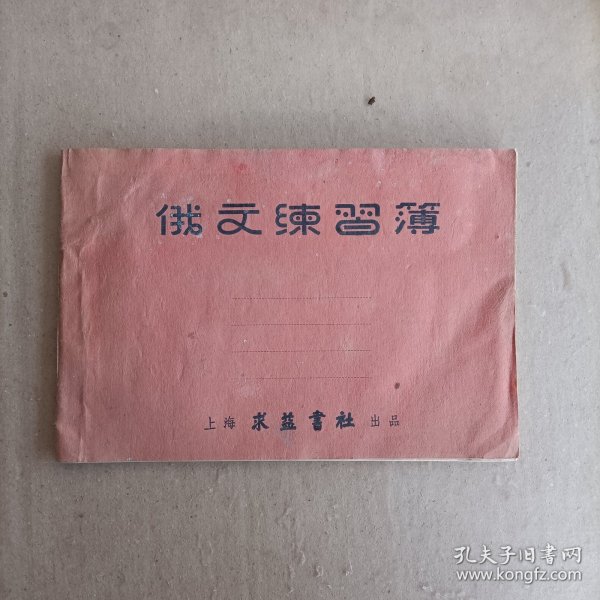 俄文練習簿
上海 求益書社 出品
孔夫子旧书网
www.kongfz.com